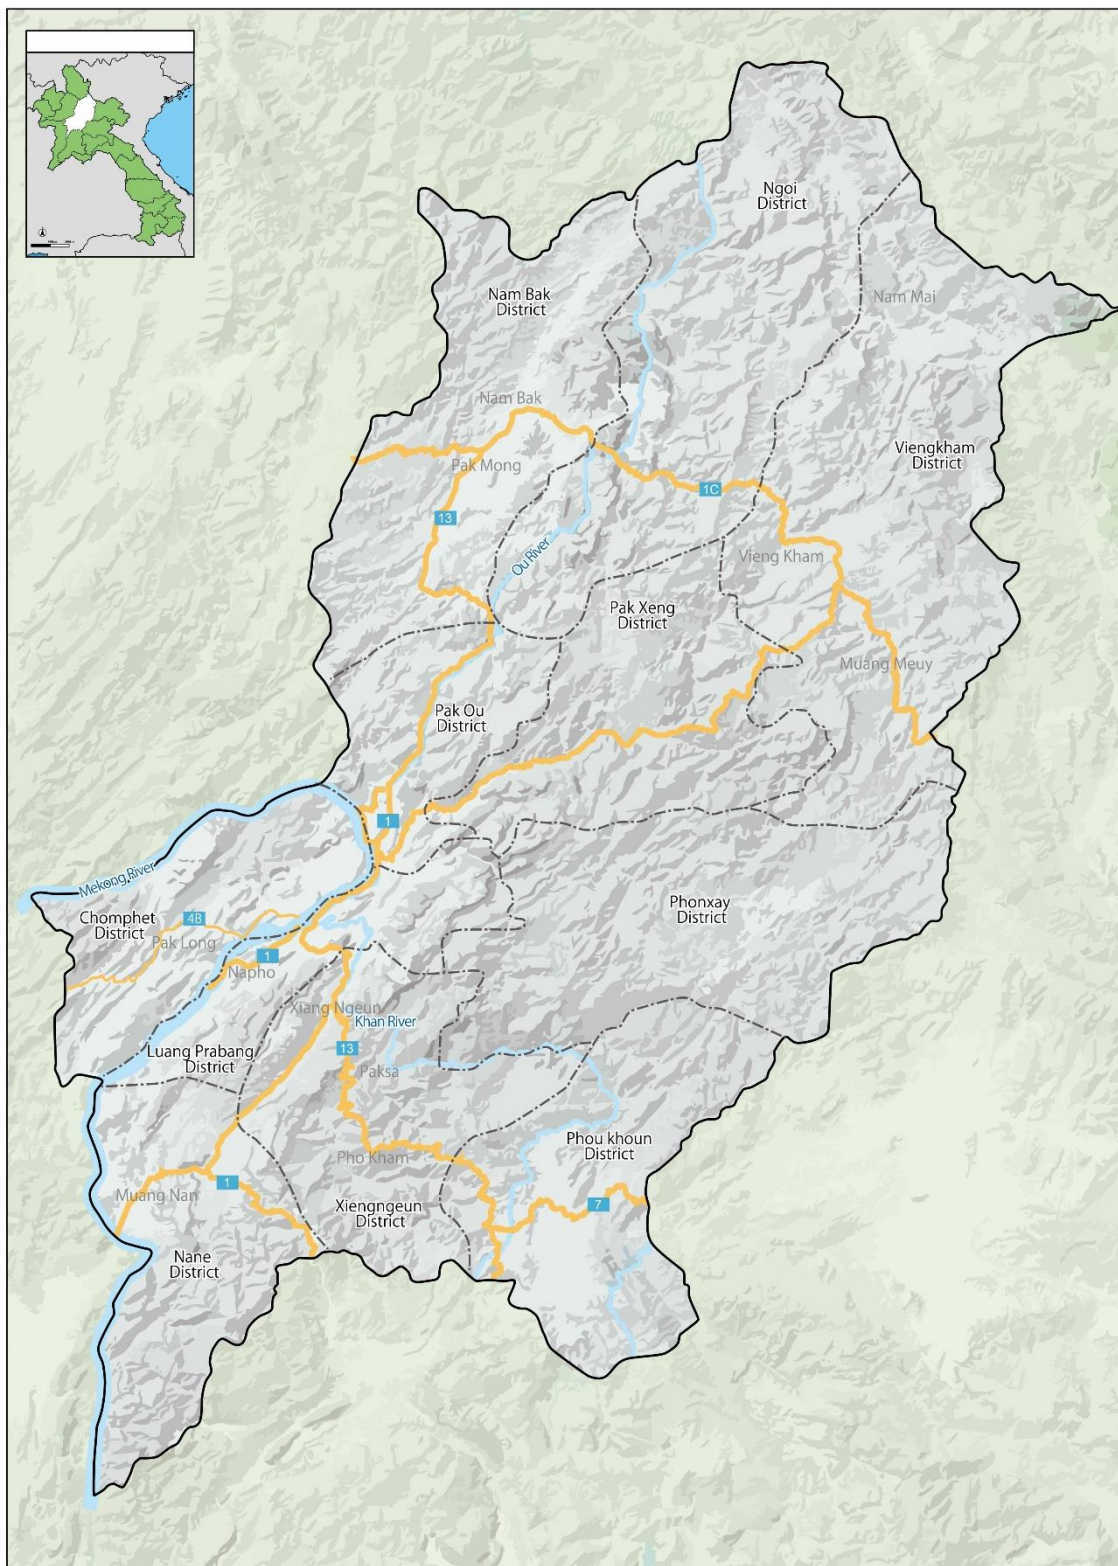 Ngoi
District
Nam Bak
District
Nam Mai
Nam Bak
Viengkham
District
Pak Mong
1C
13
Ou River
Vieng Kham
Pak Xeng
District
Muang Meuy
Pak Ou
District
1
Mekong River
Phonxay
District
Chomphet
District
4B
Pak Long
1
Napho
Xiang Ngeun
Khan River
Luang Prabang
District
13
Paksa
Phou khoun
District
Pho Kham
1
Muang Nan
Xiengngeun
District
7
Nane
District